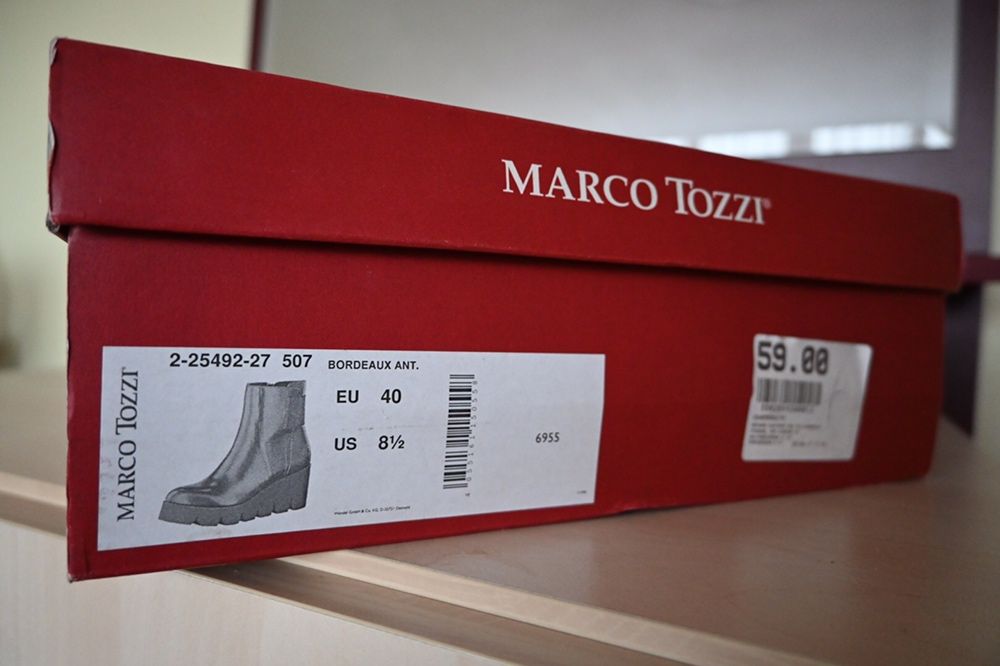 MARCO TOZZI®
MARCO TOZZI
2-25492-27 507 BORDEAUX ANT.
EU 40
US 8½
6955
59.00